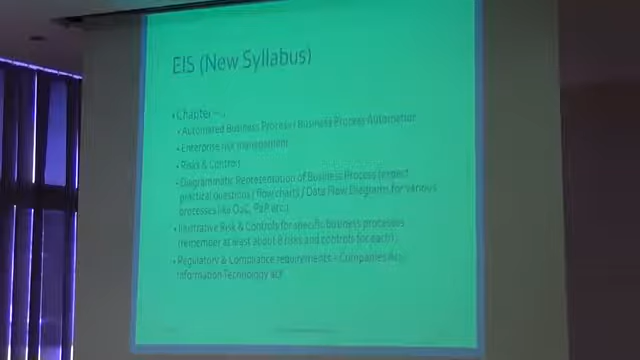 EIS (New Syllabus)
• Chapter –
• Automated Business Process / Business Process Automation
• Enterprise risk management
• Risks & Controls
• Diagrammatic Representation of Business Process (expect
practical questions / flow charts / Data Flow Diagrams for various
processes like O2C, P2P etc.)
• Illustrative Risk & Controls for specific business processes
(remember at least about 8 risks and controls for each)
• Regulatory & Compliance requirements – Companies Act
Information Technology act